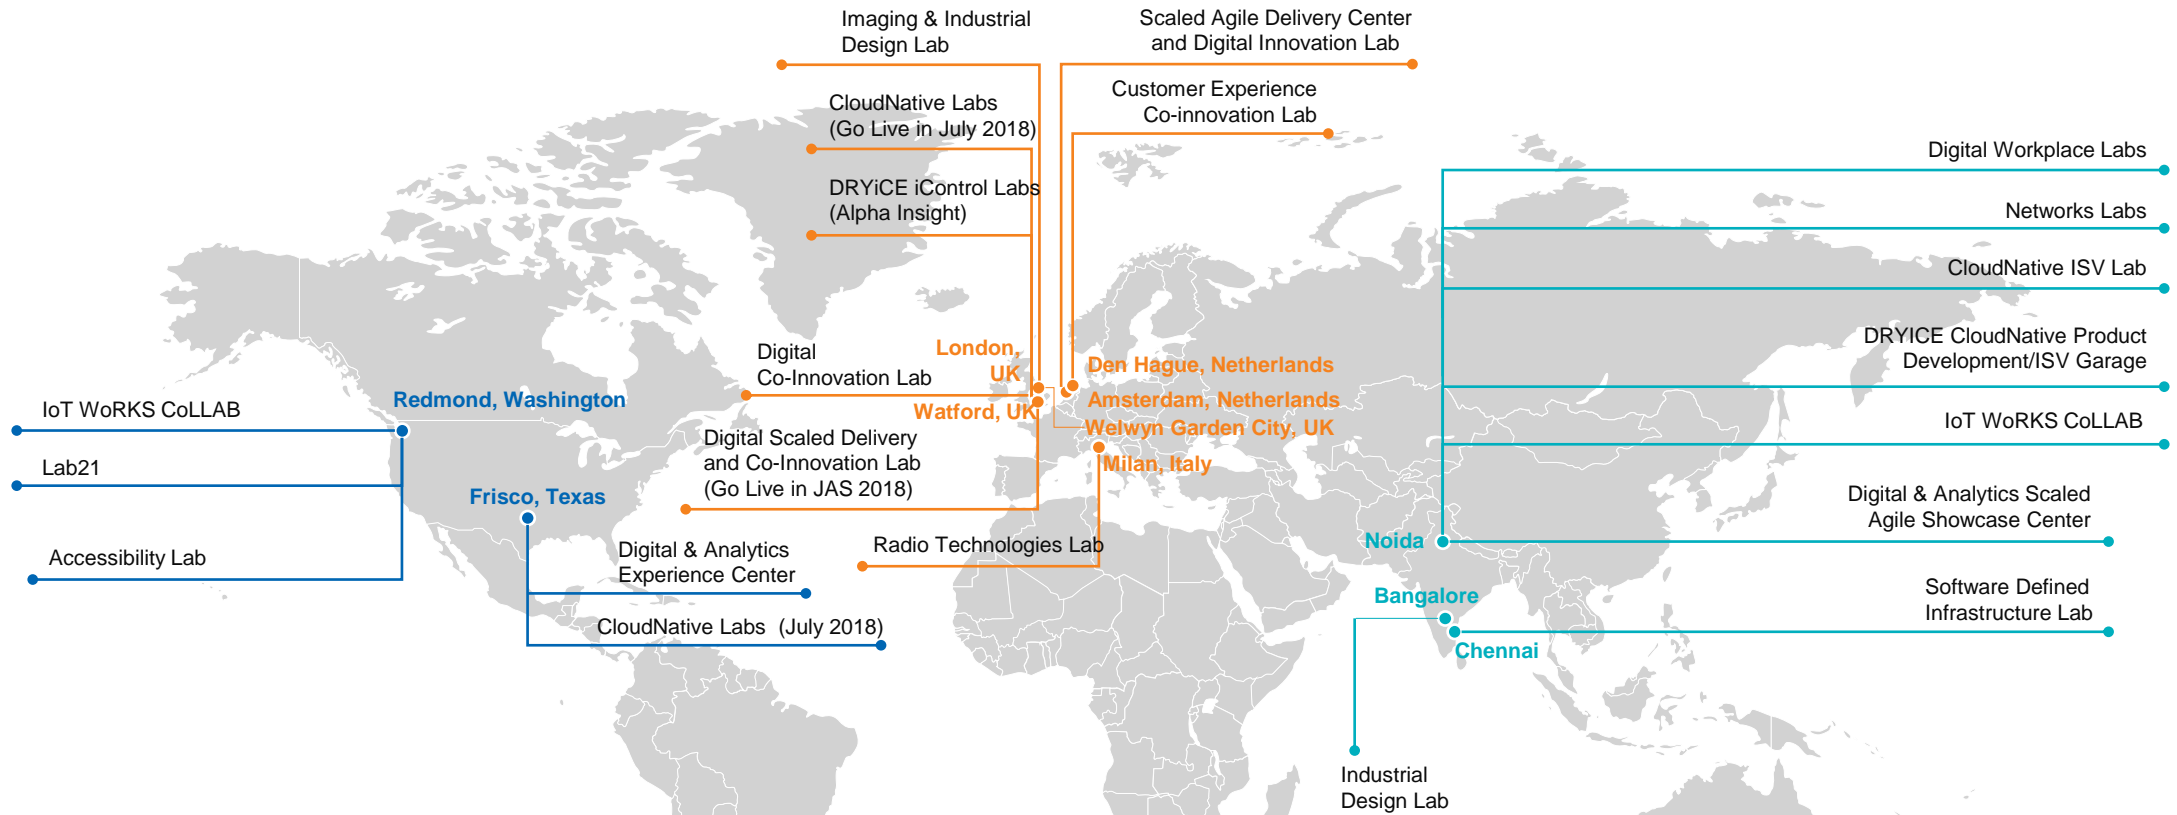 Imaging & Industrial
Design Lab
Scaled Agile Delivery Center
and Digital Innovation Lab
CloudNative Labs
(Go Live in July 2018)
Customer Experience
Co-innovation Lab
DRYiCE iControl Labs
(Alpha Insight)
Digital Workplace Labs
Networks Labs
CloudNative ISV Lab
DRYICE CloudNative Product
Development/ISV Garage
IoT WoRKS CoLLAB
Digital & Analytics Scaled
Agile Showcase Center
Software Defined
Infrastructure Lab
Digital
Co-Innovation Lab
London,
UK
Watford, UK
Den Hague, Netherlands
Amsterdam, Netherlands
Welwyn Garden City, UK
Milan, Italy
Redmond, Washington
IoT WoRKS CoLLAB
Lab21
Accessibility Lab
Frisco, Texas
Digital Scaled Delivery
and Co-Innovation Lab
(Go Live in JAS 2018)
Radio Technologies Lab
Digital & Analytics
Experience Center
CloudNative Labs (July 2018)
Noida
Bangalore
Chennai
Industrial
Design Lab